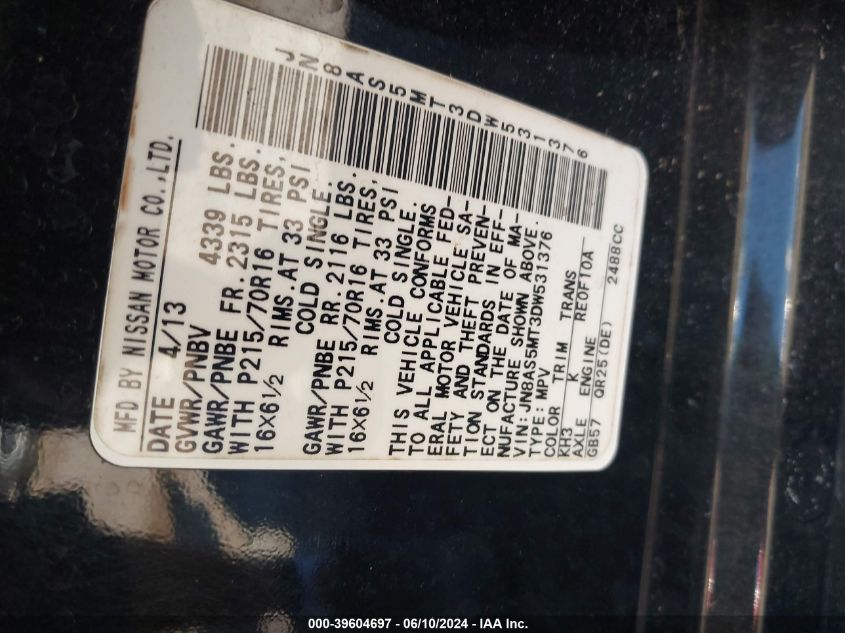 JN8AS5MT3DW531376
MFD BY NISSAN MOTOR CO.,LTD.
DATE 4/13
GVWR/PNBV 4339 LBS.
GAWR/PNBE FR. 2315 LBS.
WITH P215/70R16 TIRES,
16X6½ RIMS.AT 33 PSI
COLD SINGLE.
GAWR/PNBE RR. 2116 LBS.
WITH P215/70R16 TIRES,
16X6½ RIMS.AT 33 PSI
COLD SINGLE.
THIS VEHICLE CONFORMS
TO ALL APPLICABLE FED-
ERAL MOTOR VEHICLE SA-
FETY AND THEFT PREVEN-
TION STANDARDS IN EFF-
ECT ON THE DATE OF MA-
NUFACTURE SHOWN ABOVE.
VIN:JN8AS5MT3DW531376
TYPE:MPV
COLOR TRIM TRANS
KH3 K RE0F10A
AXLE ENGINE
GB57 QR25(DE) 2488CC
000-39604697 - 06/10/2024 - IAA Inc.